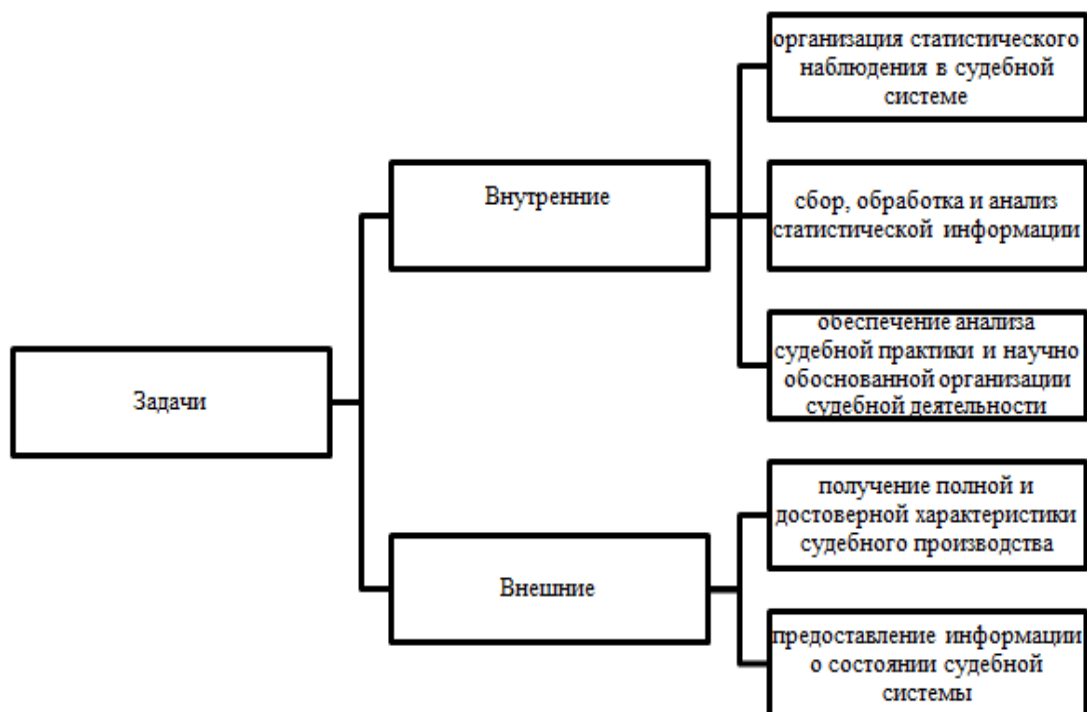 Задачи
Внутренние
организация статистического
наблюдения в судебной
системе
сбор, обработка и анализ
статистической информации
обеспечение анализа
судебной практики и научно
обоснованной организации
судебной деятельности
Внешние
получение полной и
достоверной характеристики
судебного производства
предоставление информации
о состоянии судебной
системы